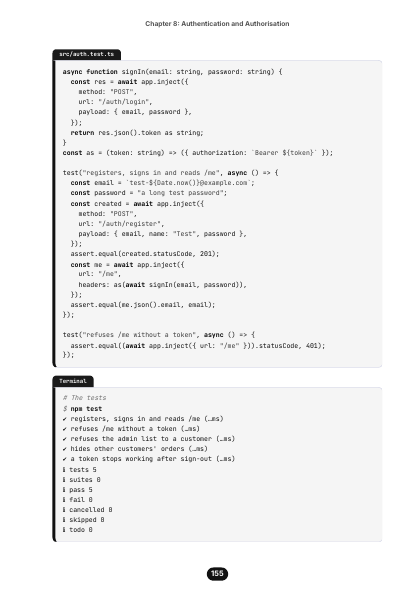 Chapter 8: Authentication and Authorisation
src/auth.test.ts
async function signIn(email: string, password: string) {
  const res = await app.inject({
    method: "POST",
    url: "/auth/login",
    payload: { email, password },
  });
  return res.json().token as string;
}
const as = (token: string) => ({ authorization: `Bearer ${token}` });

test("registers, signs in and reads /me", async () => {
  const email = `test-${Date.now()}@example.com`;
  const password = "a long test password";
  const created = await app.inject({
    method: "POST",
    url: "/auth/register",
    payload: { email, name: "Test", password },
  });
  assert.equal(created.statusCode, 201);
  const me = await app.inject({
    url: "/me",
    headers: as(await signIn(email, password)),
  });
  assert.equal(me.json().email, email);
});

test("refuses /me without a token", async () => {
  assert.equal((await app.inject({ url: "/me" })).statusCode, 401);
});
Terminal
# The tests
$ npm test
✔ registers, signs in and reads /me (…ms)
✔ refuses /me without a token (…ms)
✔ refuses the admin list to a customer (…ms)
✔ hides other customers' orders (…ms)
✔ a token stops working after sign-out (…ms)
ℹ tests 5
ℹ suites 0
ℹ pass 5
ℹ fail 0
ℹ cancelled 0
ℹ skipped 0
ℹ todo 0
155